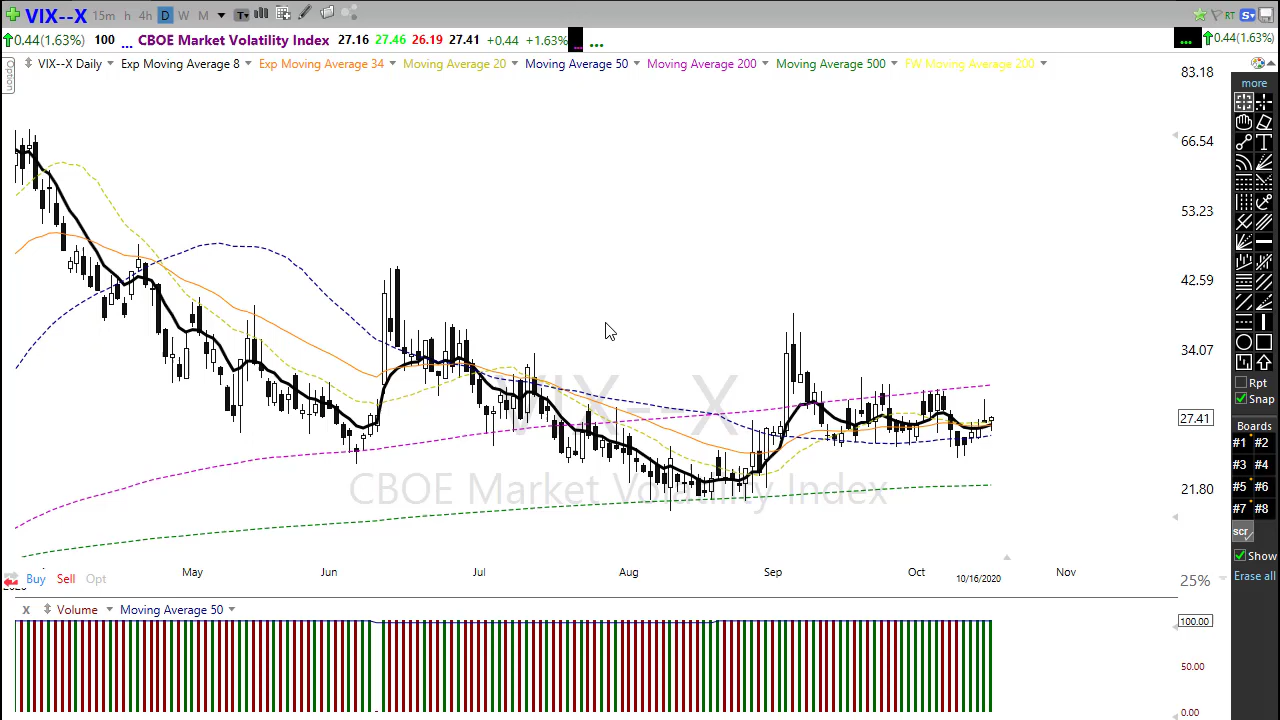 VIX--X 15m h 4h D W M T RT S
0.44(1.63%) 100 ... CBOE Market Volatility Index 27.16 27.46 26.19 27.41 +0.44 +1.63% ... ... ... 0.44(1.63%)
Option VIX--X Daily Exp Moving Average 8 Exp Moving Average 34 Moving Average 20 Moving Average 50 Moving Average 200 Moving Average 500 FW Moving Average 200
83.18
66.54
53.23
42.59
34.07
27.41
21.80
VIX--X
CBOE Market Volatility Index
May Jun Jul Aug Sep Oct 10/16/2020 Nov
Buy Sell Opt 25%
X Volume Moving Average 50
100.00
50.00
0.00
more
T
Rpt
Snap
Boards
#1 #2
#3 #4
#5 #6
#7 #8
scr
Show
Erase all